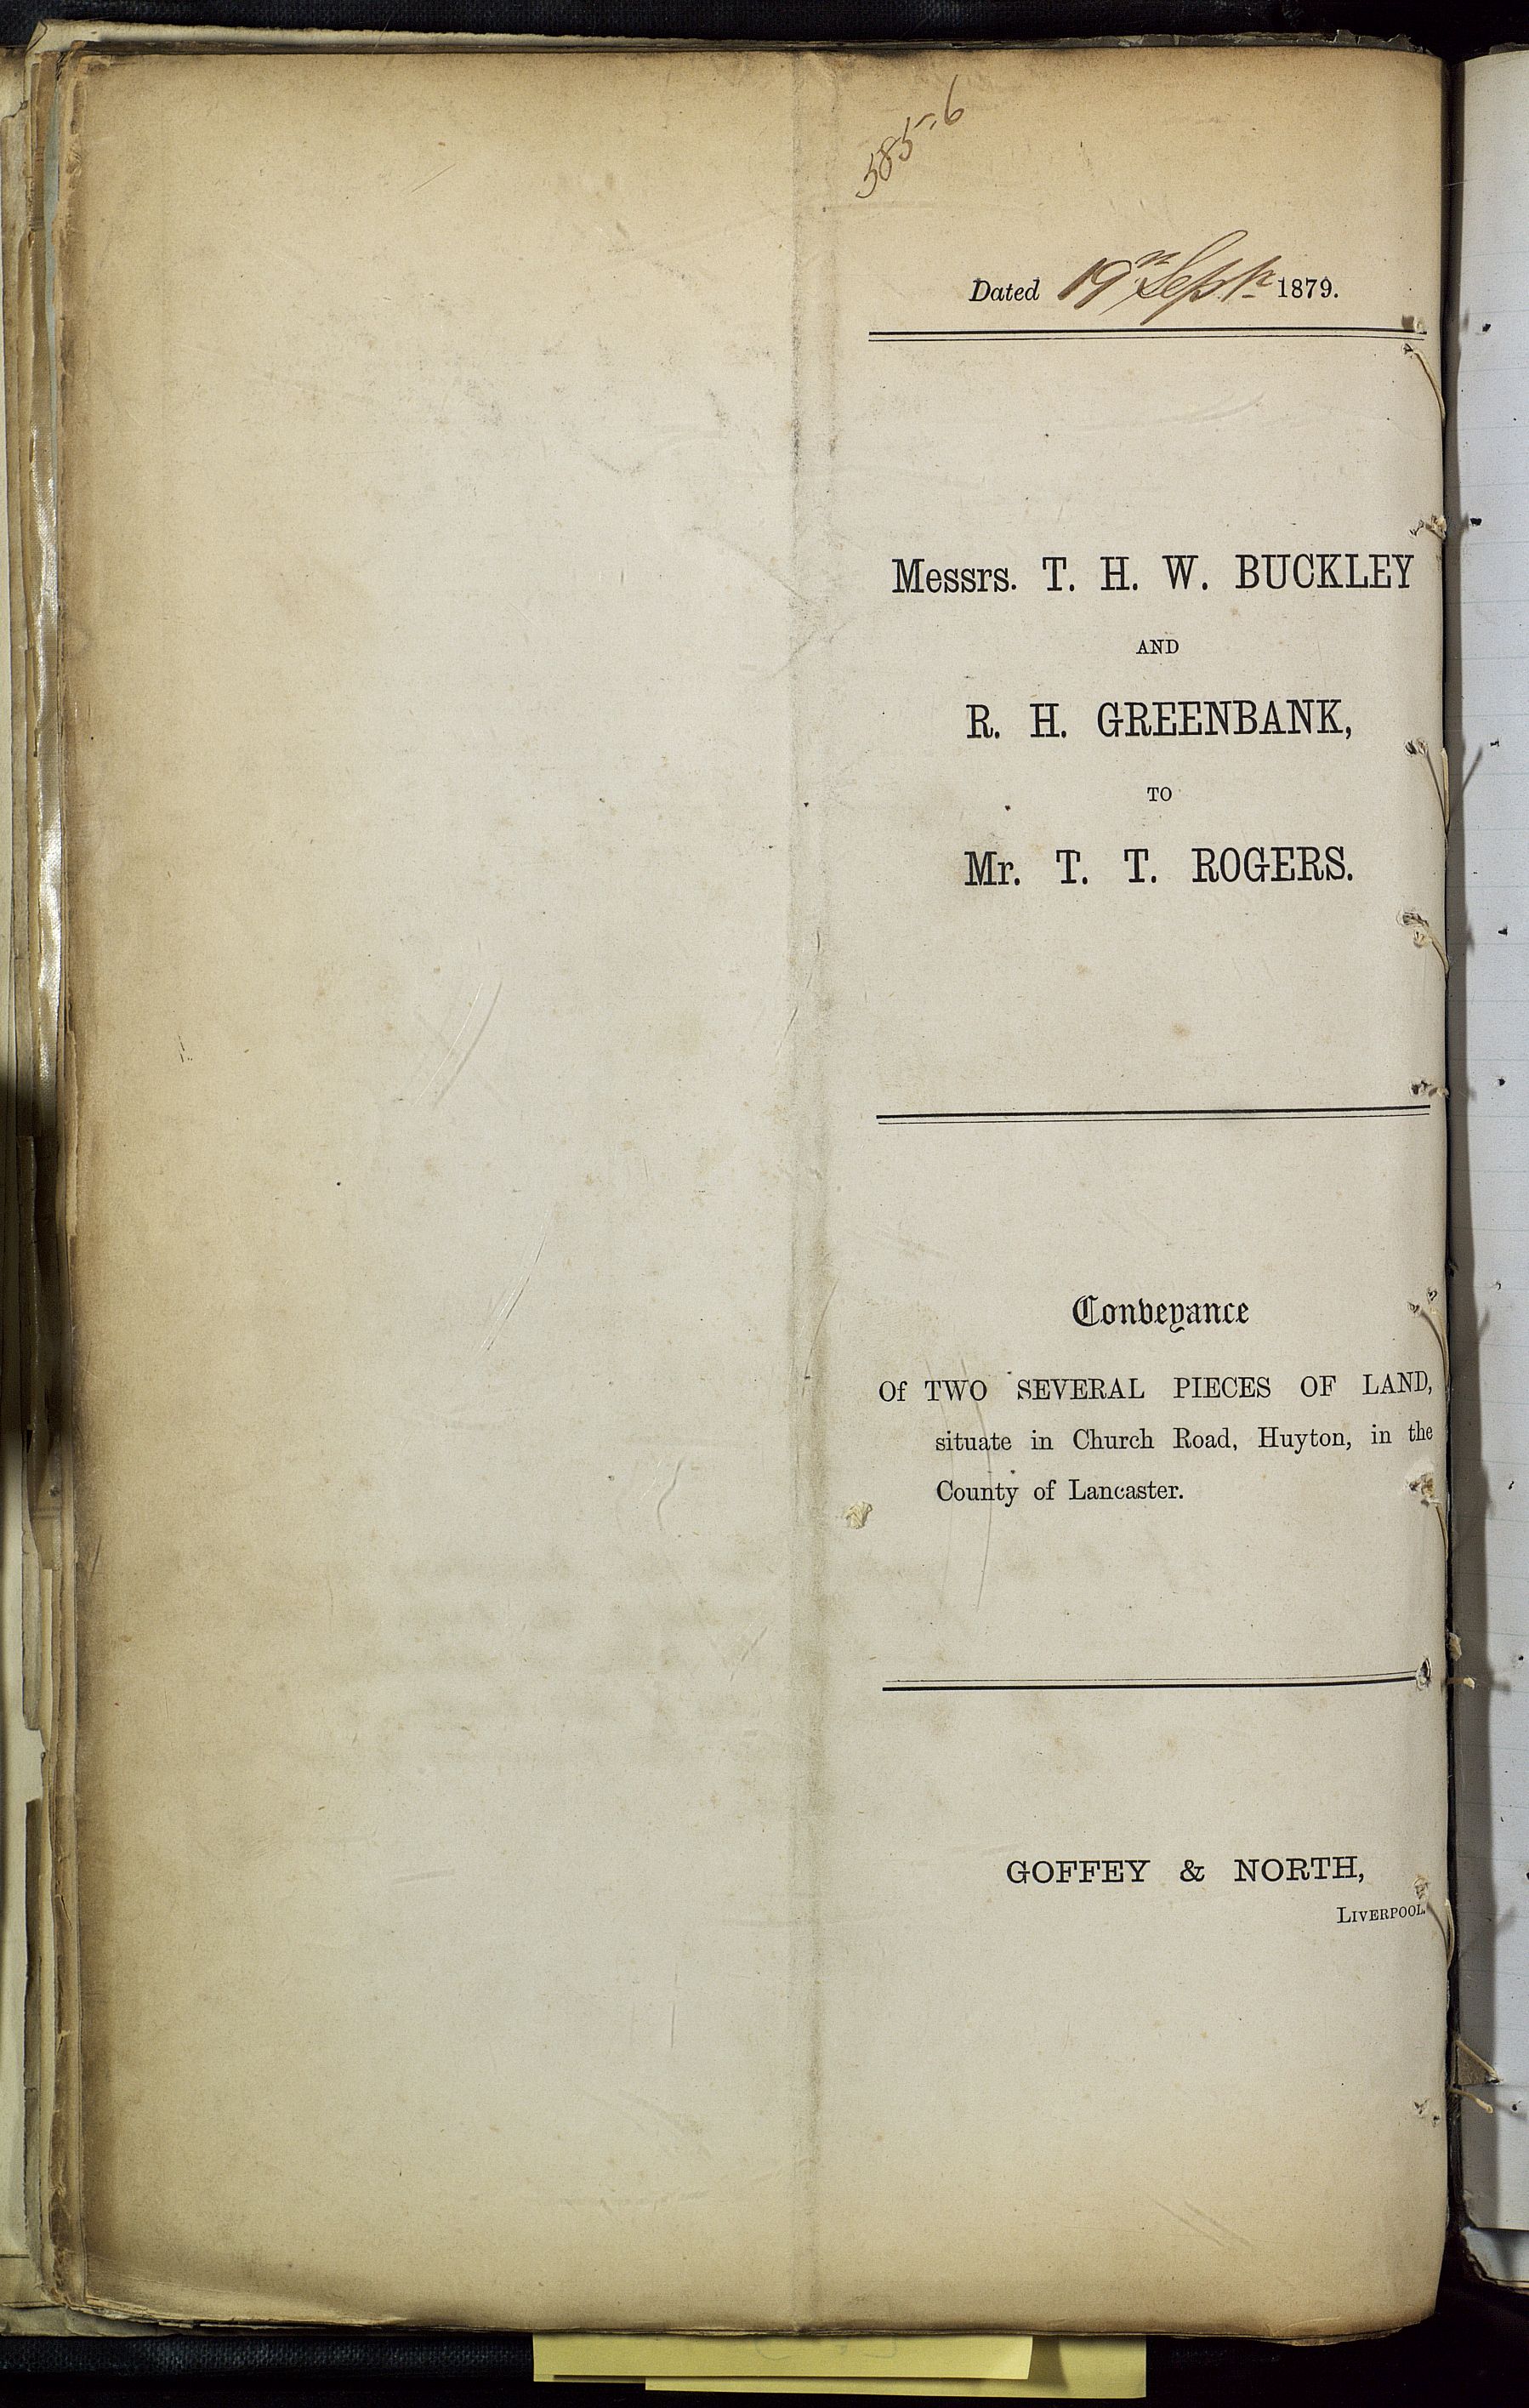 585-6
Dated 19th Septr 1879.
Messrs. T. H. W. BUCKLEY
AND
R. H. GREENBANK,
TO
Mr. T. T. ROGERS.
Conveyance
Of TWO SEVERAL PIECES OF LAND,
situate in Church Road, Huyton, in the
County of Lancaster.
GOFFEY & NORTH,
LIVERPOOL.